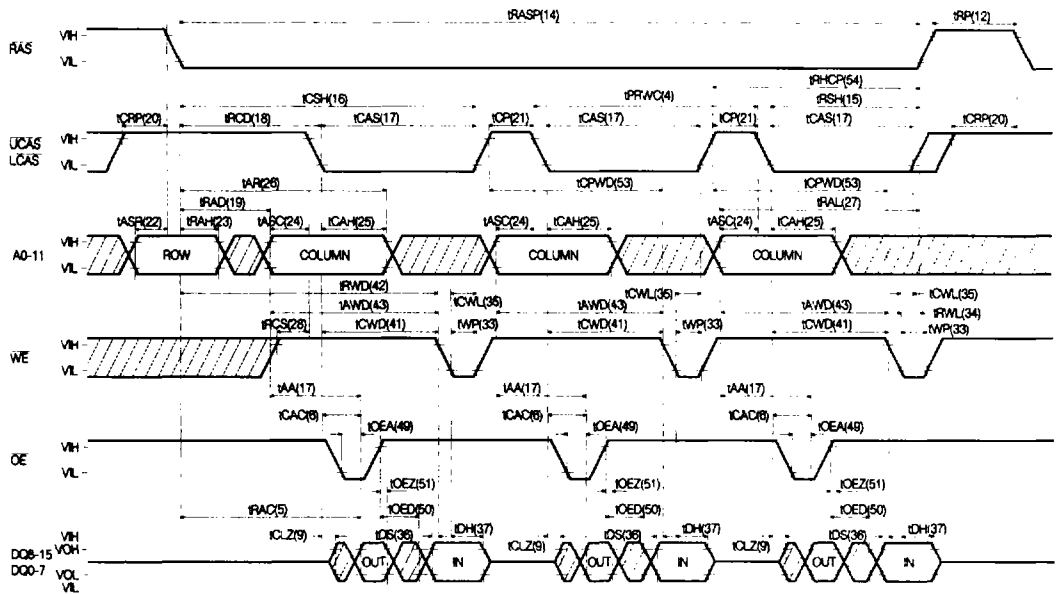 tRASP(14) tRP(12)
RAS VIH
VIL
tRHCP(54)
tCSH(16) tPRWC(4) tRSH(15)
tCRP(20) tRCD(18) tCAS(17) tCP(21) tCAS(17) tCP(21) tCAS(17) tCRP(20)
UCAS VIH
LCAS VIL
tAR(26) tCPWD(53) tCPWD(53)
tRAD(19) tRAL(27)
tASR(22) tRAH(23) tASC(24) tCAH(25) tASC(24) tCAH(25) tASC(24) tCAH(25)
A0-11 VIH
VIL ROW COLUMN COLUMN COLUMN
tRWD(42) tCWL(35) tCWL(35) tCWL(35)
tAWD(43) tAWD(43) tAWD(43) tRWL(34)
tRCS(28) tCWD(41) tWP(33) tCWD(41) tWP(33) tCWD(41) tWP(33)
WE VIH
VIL
tAA(17) tAA(17) tAA(17)
tCAC(6) tOEA(49) tCAC(6) tOEA(49) tCAC(6) tOEA(49)
OE VIH
VIL
tOEZ(51) tOEZ(51) tOEZ(51)
tRAC(5) tOED(50) tOED(50) tOED(50)
tCLZ(9) tDS(36) tDH(37) tCLZ(9) tDS(36) tDH(37) tCLZ(9) tDS(36) tDH(37)
VIH
DQ8-15 VOH
DQ0-7 VOL
VIL
OUT IN OUT IN OUT IN